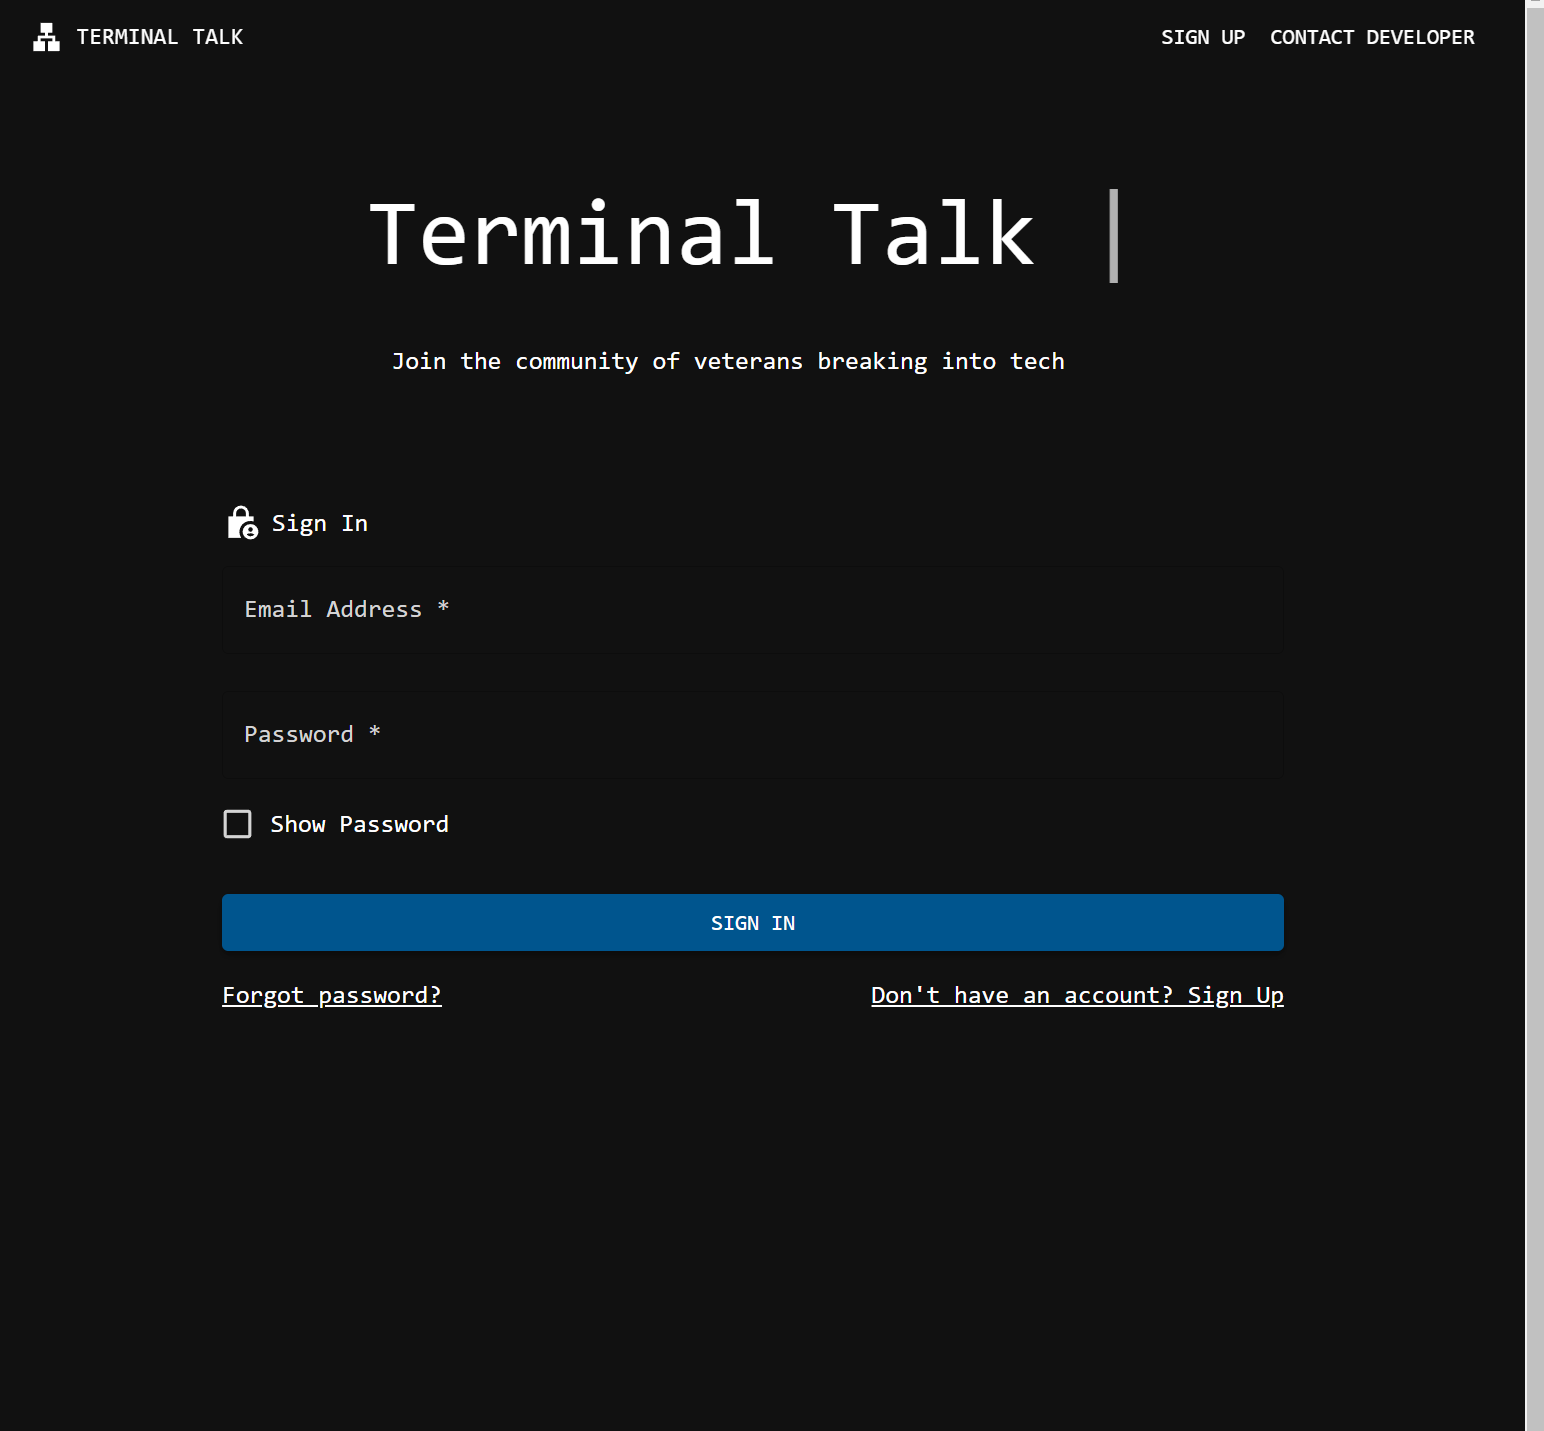 TERMINAL TALK
SIGN UP CONTACT DEVELOPER
Terminal Talk |
Join the community of veterans breaking into tech
Sign In
Email Address *
Password *
Show Password
SIGN IN
Forgot password?
Don't have an account? Sign Up